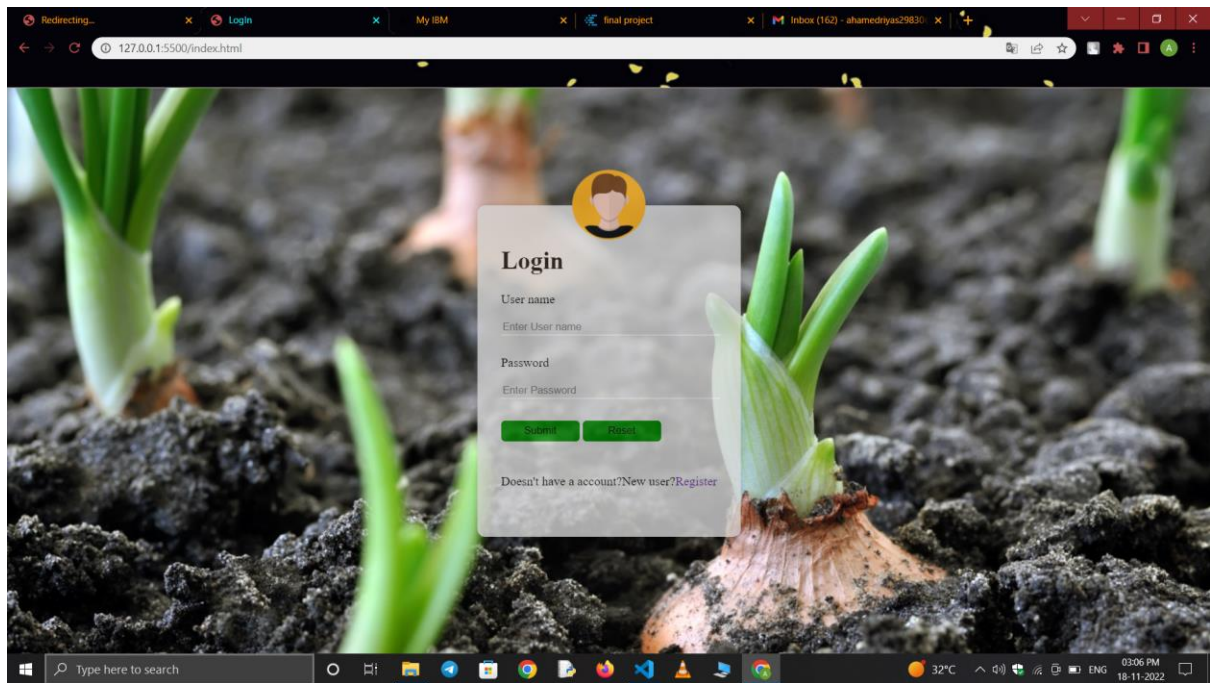 Redirecting...
LogIn
My IBM
final project
Inbox (162) - ahamedriyas29830
127.0.0.1:5500/index.html
A
Login
User name
Enter User name
Password
Enter Password
Submit Reset
Doesn't have a account?New user?Register
Type here to search
32°C
ENG
03:06 PM
18-11-2022